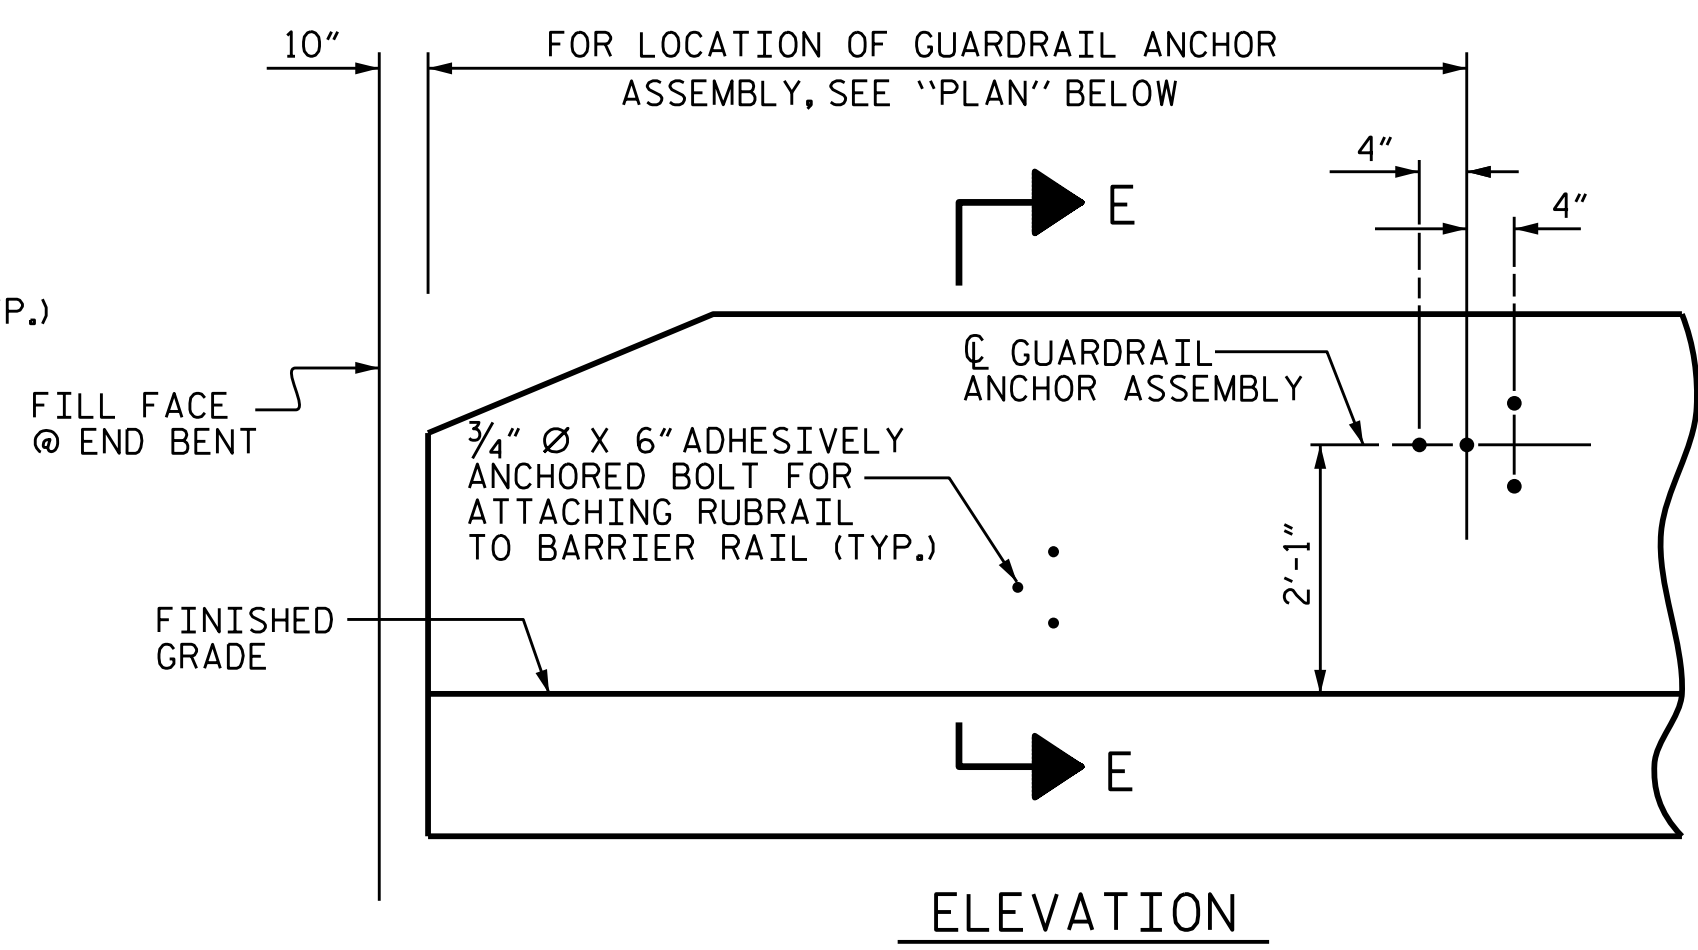 10"
FOR LOCATION OF GUARDRAIL ANCHOR
ASSEMBLY, SEE "PLAN" BELOW
4"
E
4"
P.)
℄ GUARDRAIL
ANCHOR ASSEMBLY
FILL FACE
@ END BENT
¾" Ø X 6" ADHESIVELY
ANCHORED BOLT FOR
ATTACHING RUBRAIL
TO BARRIER RAIL (TYP.)
2'-1"
FINISHED
GRADE
E
ELEVATION